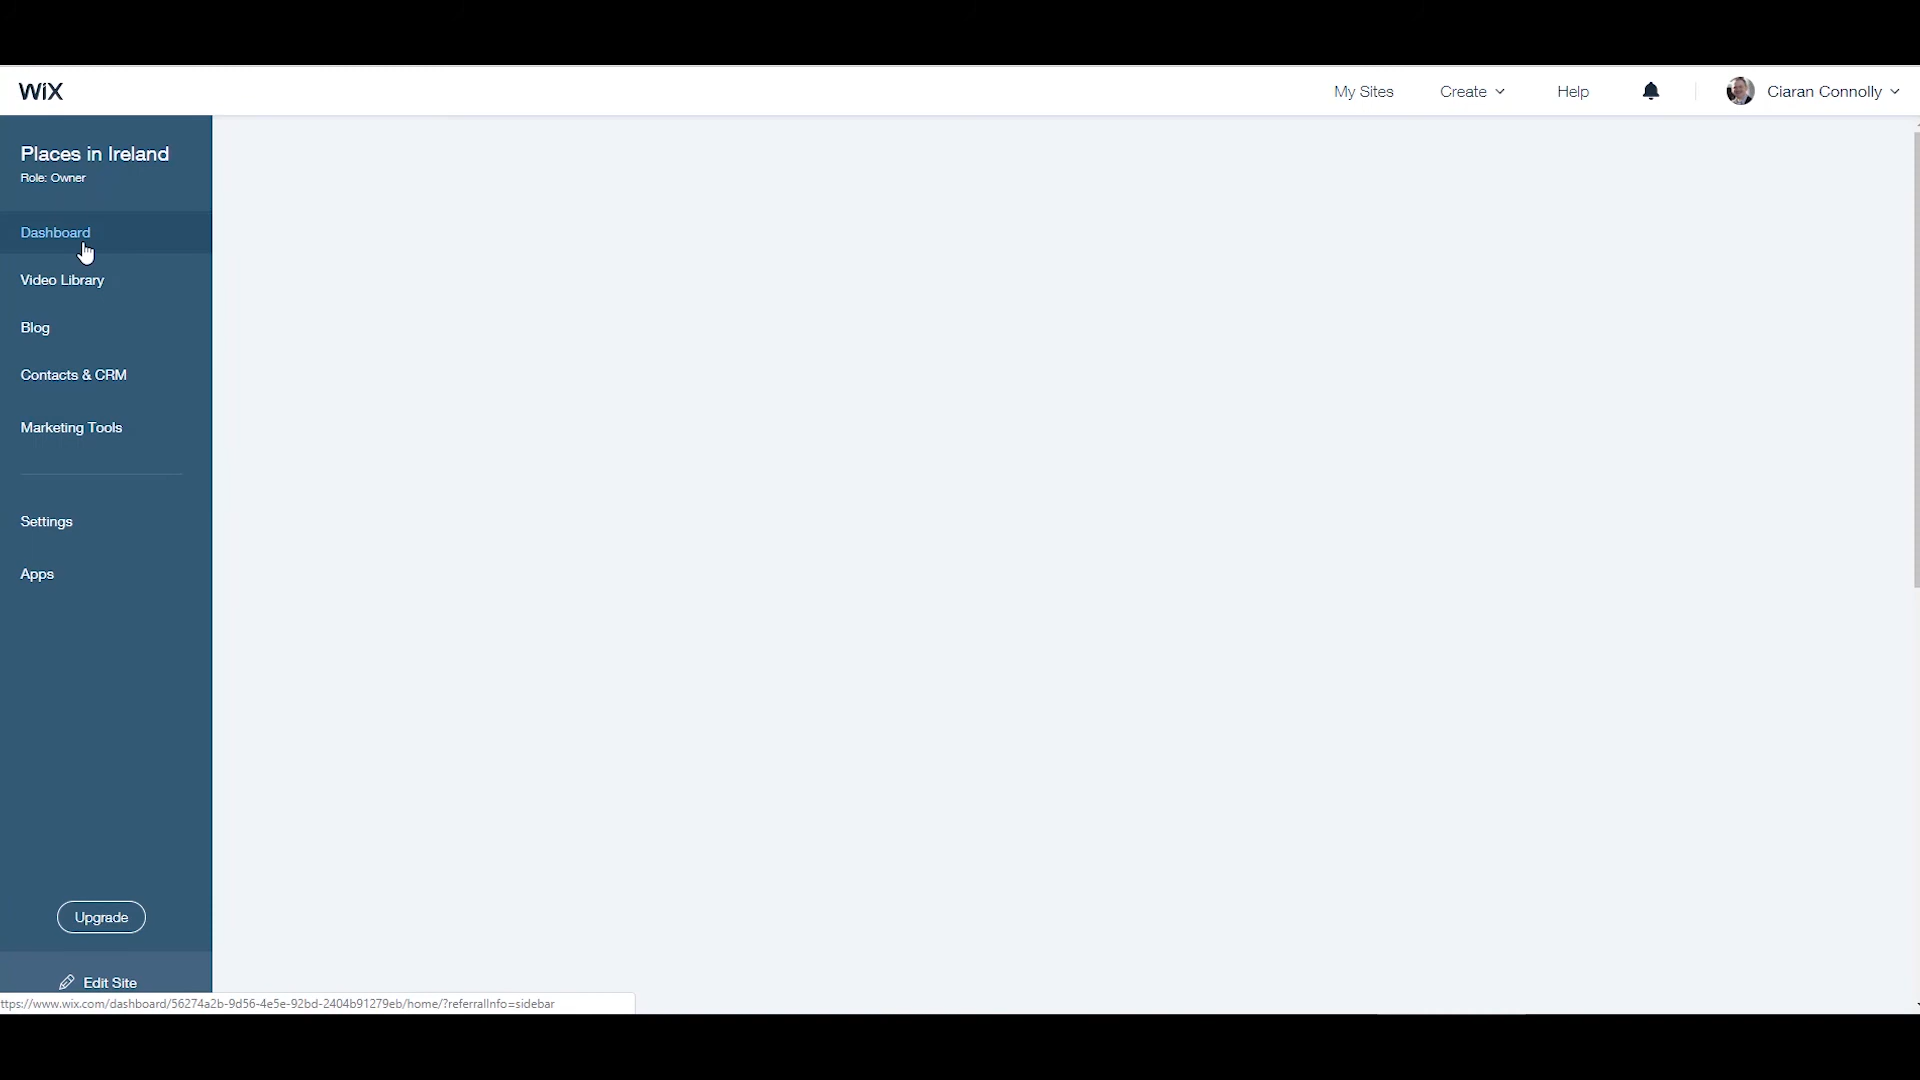 WiX
My Sites
Create
Help
Ciaran Connolly
Places in Ireland
Role: Owner
Dashboard
Video Library
Blog
Contacts & CRM
Marketing Tools
Settings
Apps
Upgrade
Edit Site
ttps://www.wix.com/dashboard/56274a2b-9d56-4e5e-92bd-2404b91279eb/home/?referralInfo=sidebar